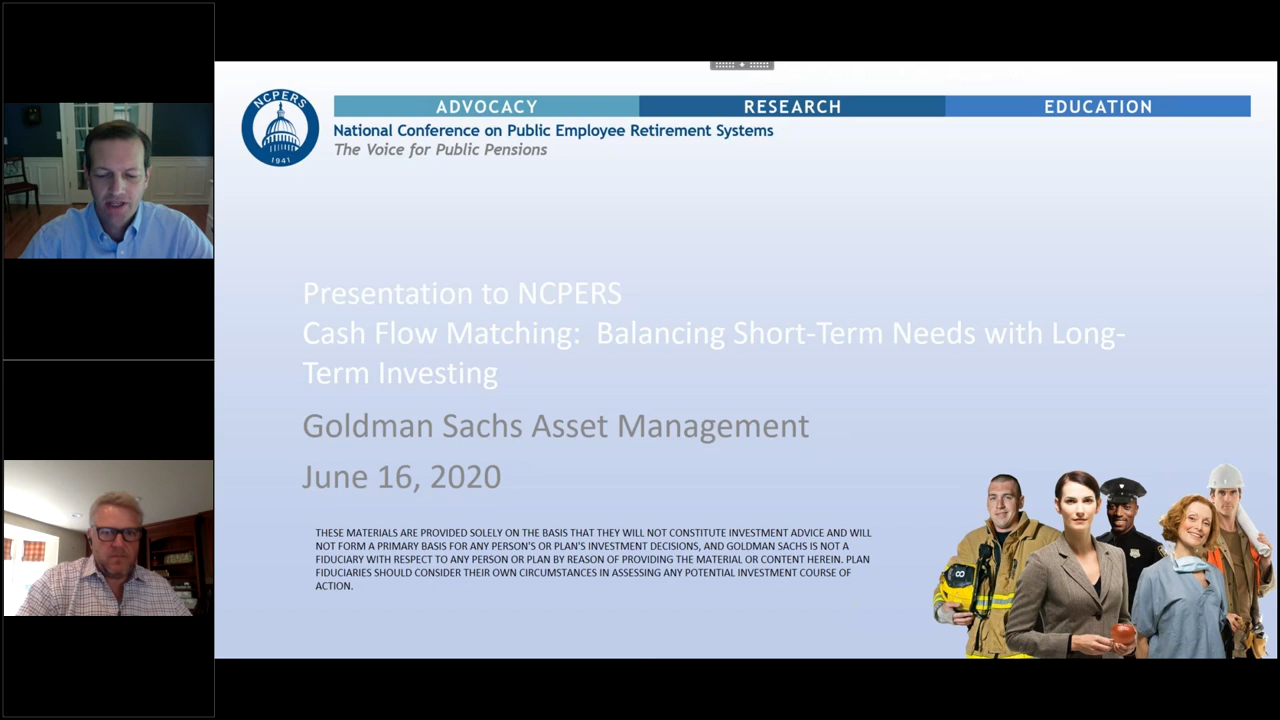 NCPERS
1941
ADVOCACY
RESEARCH
EDUCATION
National Conference on Public Employee Retirement Systems
The Voice for Public Pensions
Presentation to NCPERS
Cash Flow Matching:  Balancing Short-Term Needs with Long-
Term Investing
Goldman Sachs Asset Management
June 16, 2020
THESE MATERIALS ARE PROVIDED SOLELY ON THE BASIS THAT THEY WILL NOT CONSTITUTE INVESTMENT ADVICE AND WILL
NOT FORM A PRIMARY BASIS FOR ANY PERSON'S OR PLAN'S INVESTMENT DECISIONS, AND GOLDMAN SACHS IS NOT A
FIDUCIARY WITH RESPECT TO ANY PERSON OR PLAN BY REASON OF PROVIDING THE MATERIAL OR CONTENT HEREIN. PLAN
FIDUCIARIES SHOULD CONSIDER THEIR OWN CIRCUMSTANCES IN ASSESSING ANY POTENTIAL INVESTMENT COURSE OF
ACTION.
8